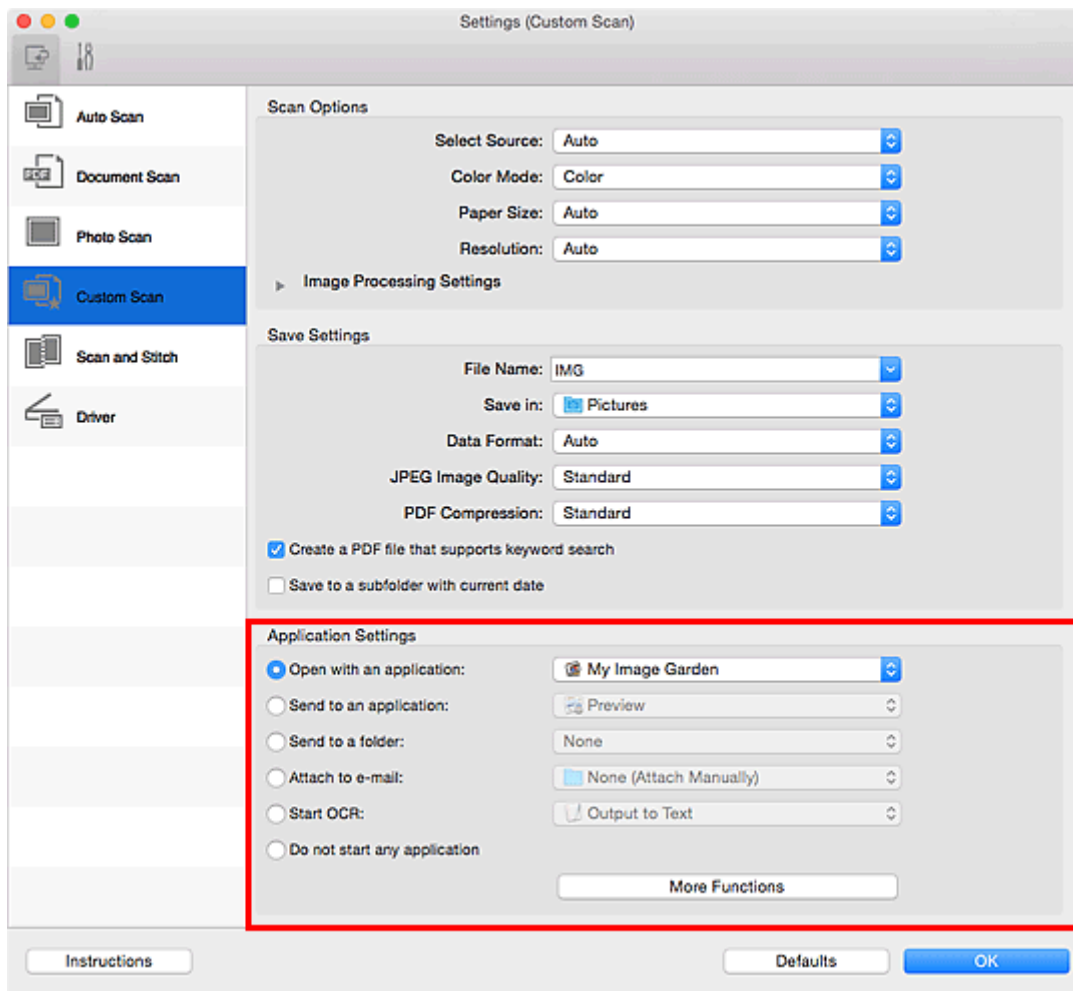 Settings (Custom Scan)
Auto Scan
Document Scan
Photo Scan
Custom Scan
Scan and Stitch
Driver
Scan Options
Select Source: Auto
Color Mode: Color
Paper Size: Auto
Resolution: Auto
Image Processing Settings
Save Settings
File Name: IMG
Save in: Pictures
Data Format: Auto
JPEG Image Quality: Standard
PDF Compression: Standard
Create a PDF file that supports keyword search
Save to a subfolder with current date
Application Settings
Open with an application: My Image Garden
Send to an application: Preview
Send to a folder: None
Attach to e-mail: None (Attach Manually)
Start OCR: Output to Text
Do not start any application
More Functions
Instructions Defaults OK